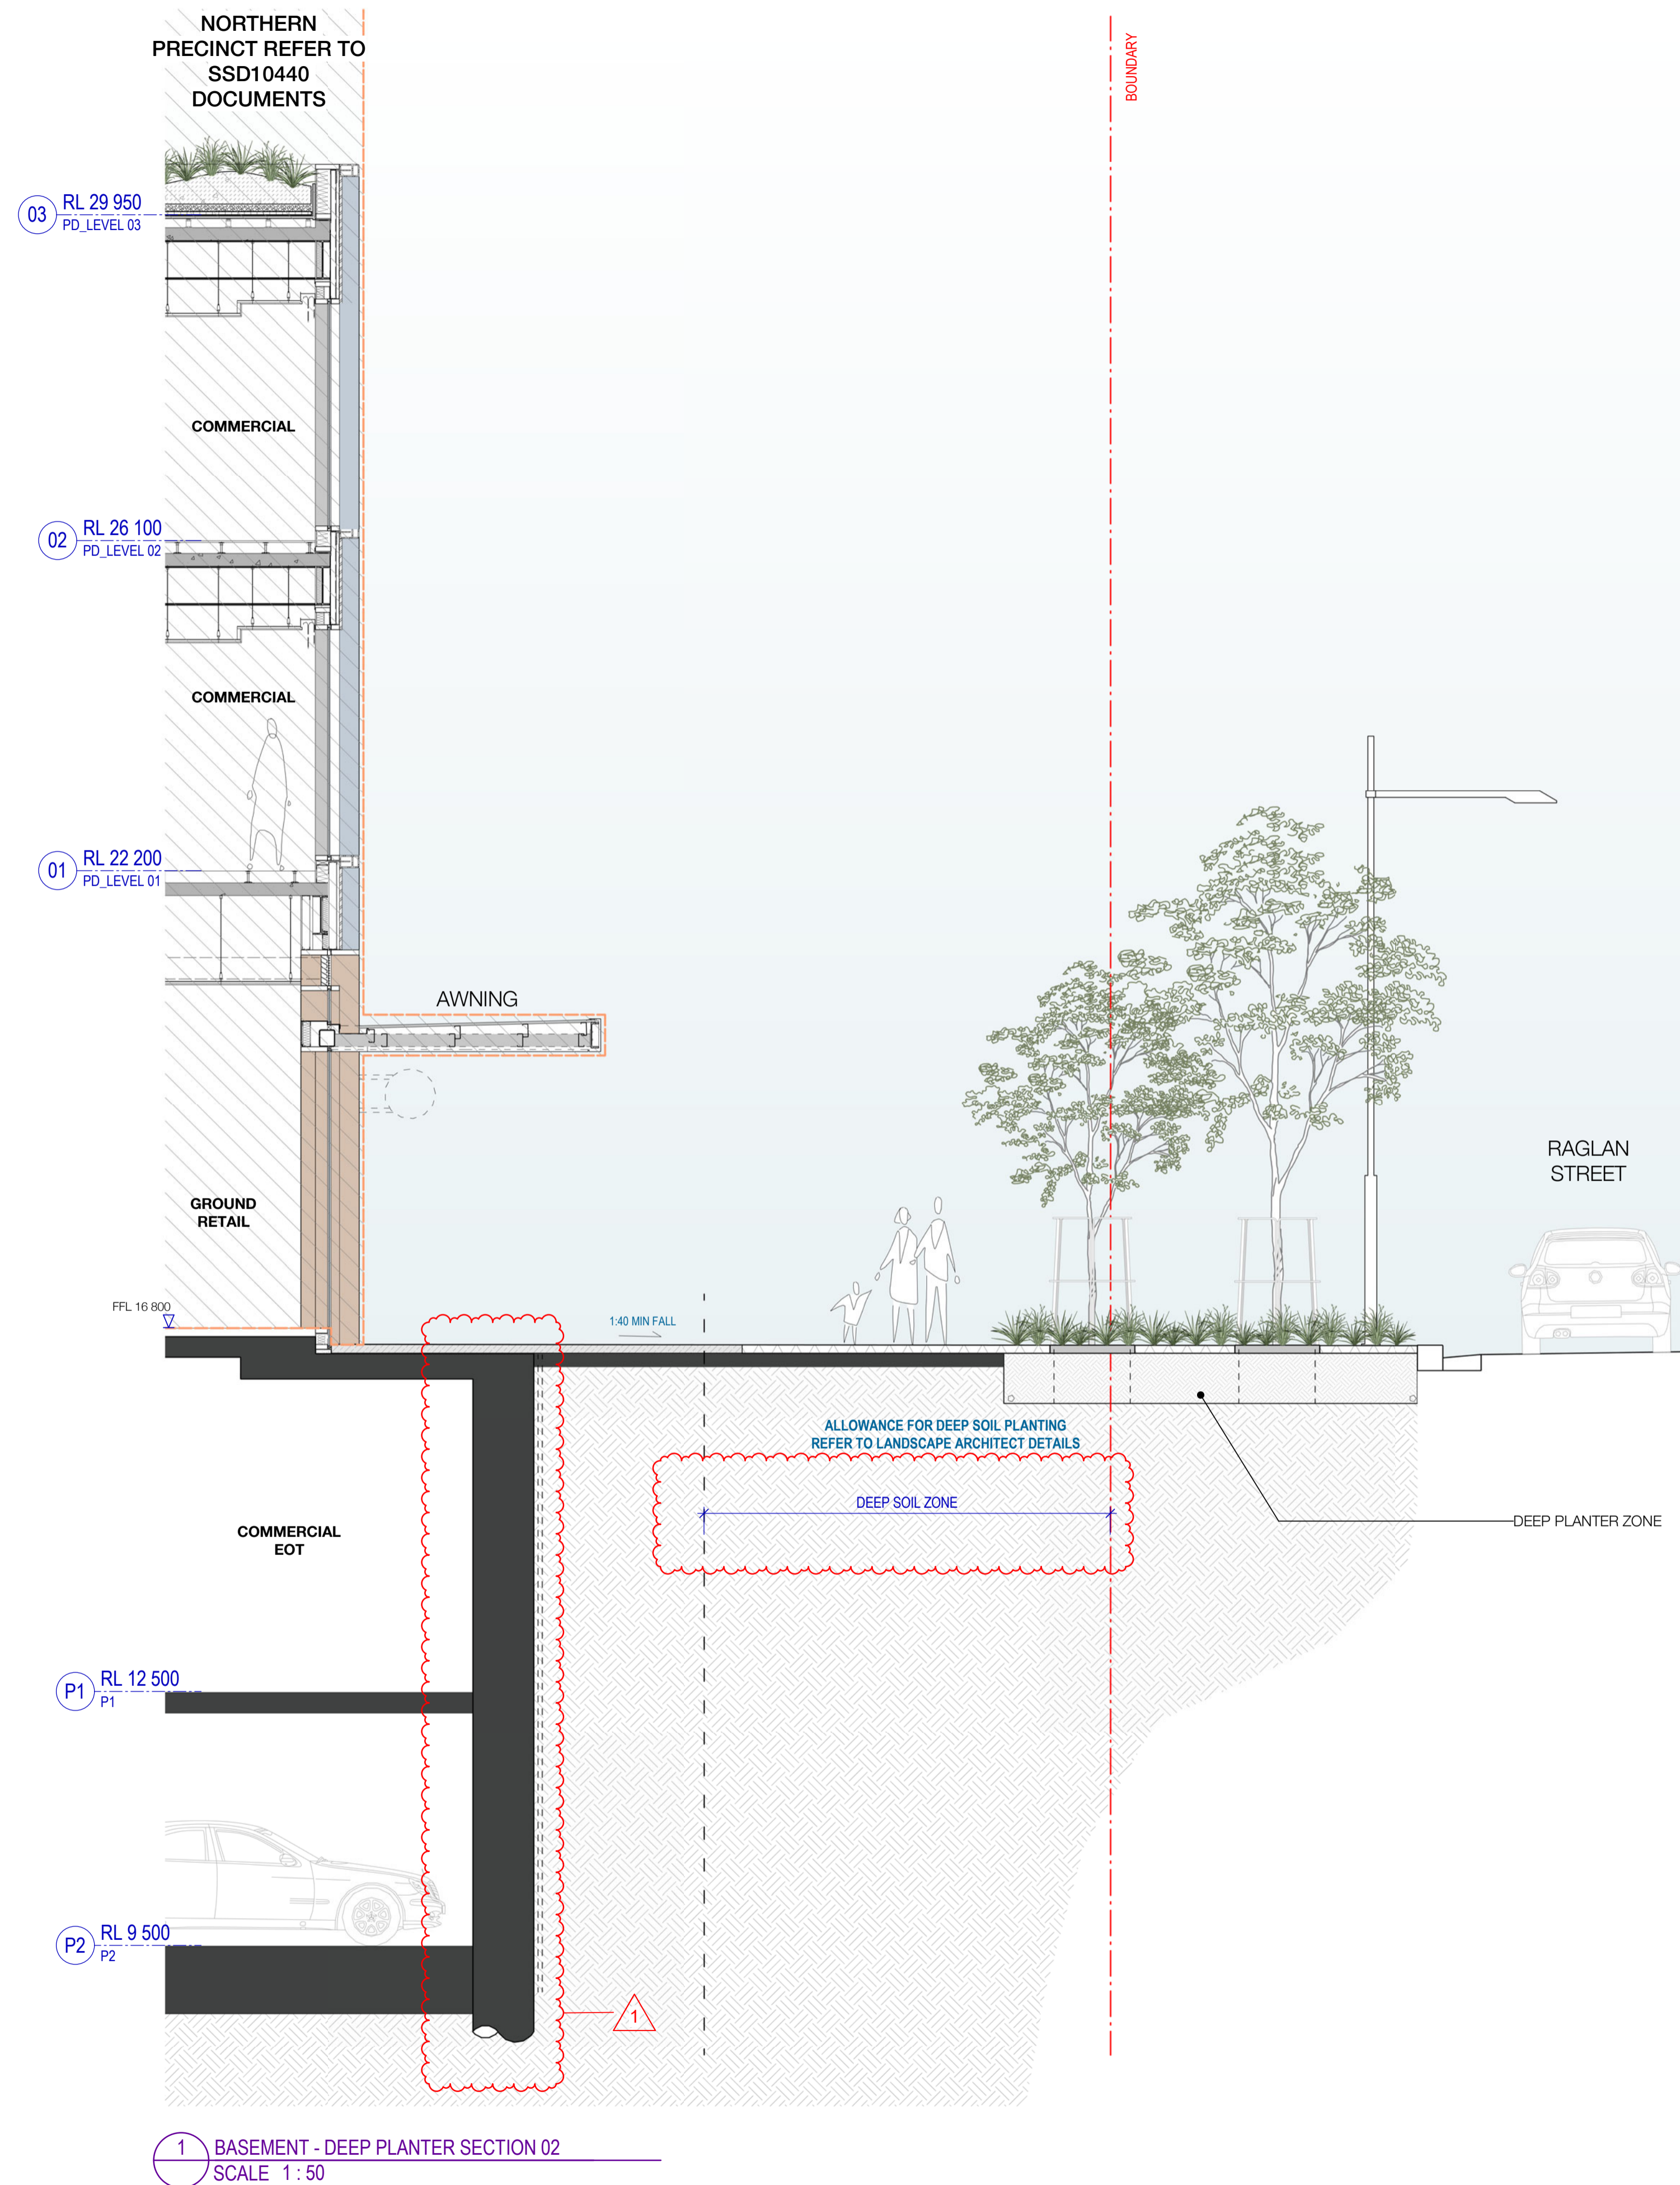 NORTHERN
PRECINCT REFER TO
SSD10440
DOCUMENTS
BOUNDARY
03
RL 29 950
PD_LEVEL 03
COMMERCIAL
02
RL 26 100
PD_LEVEL 02
COMMERCIAL
01
RL 22 200
PD_LEVEL 01
AWNING
RAGLAN
STREET
GROUND
RETAIL
FFL 16 800
1:40 MIN FALL
ALLOWANCE FOR DEEP SOIL PLANTING
REFER TO LANDSCAPE ARCHITECT DETAILS
DEEP SOIL ZONE
DEEP PLANTER ZONE
COMMERCIAL
EOT
P1
RL 12 500
P1
P2
RL 9 500
P2
1
1
BASEMENT - DEEP PLANTER SECTION 02
SCALE 1 : 50